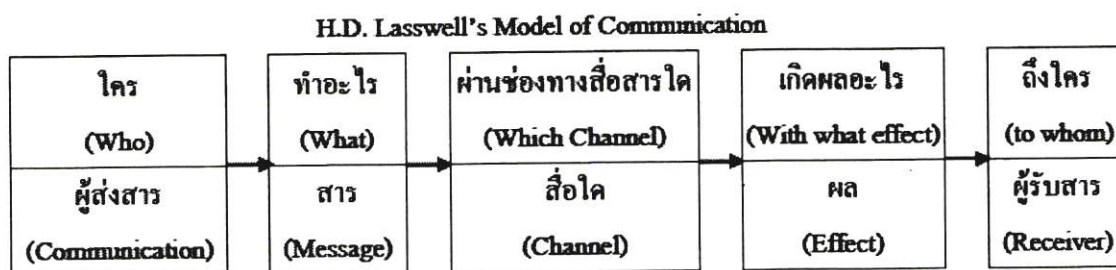 H.D. Lasswell's Model of Communication
ใคร
(Who)
ผู้ส่งสาร
(Communication)
ทำอะไร
(What)
สาร
(Message)
ผ่านช่องทางสื่อสารใด
(Which Channel)
สื่อใด
(Channel)
เกิดผลอะไร
(With what effect)
ผล
(Effect)
ถึงใคร
(to whom)
ผู้รับสาร
(Receiver)